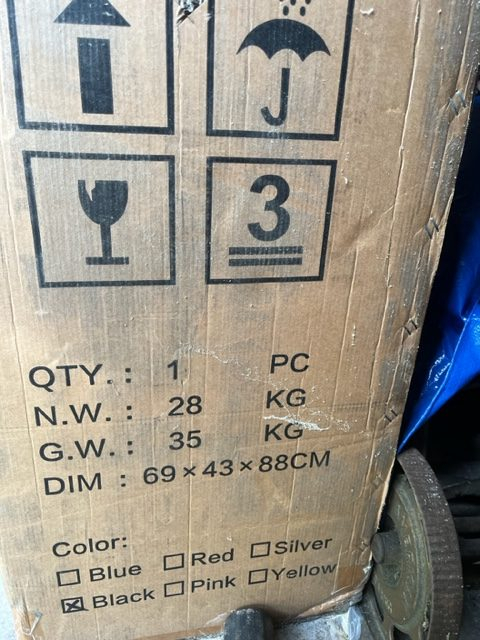 3
QTY. : 1 PC
N.W. : 28 KG
G.W. : 35 KG
DIM : 69×43×88CM
Color:
☐ Blue ☐ Red ☐ Silver
☒ Black ☐ Pink ☐ Yellow